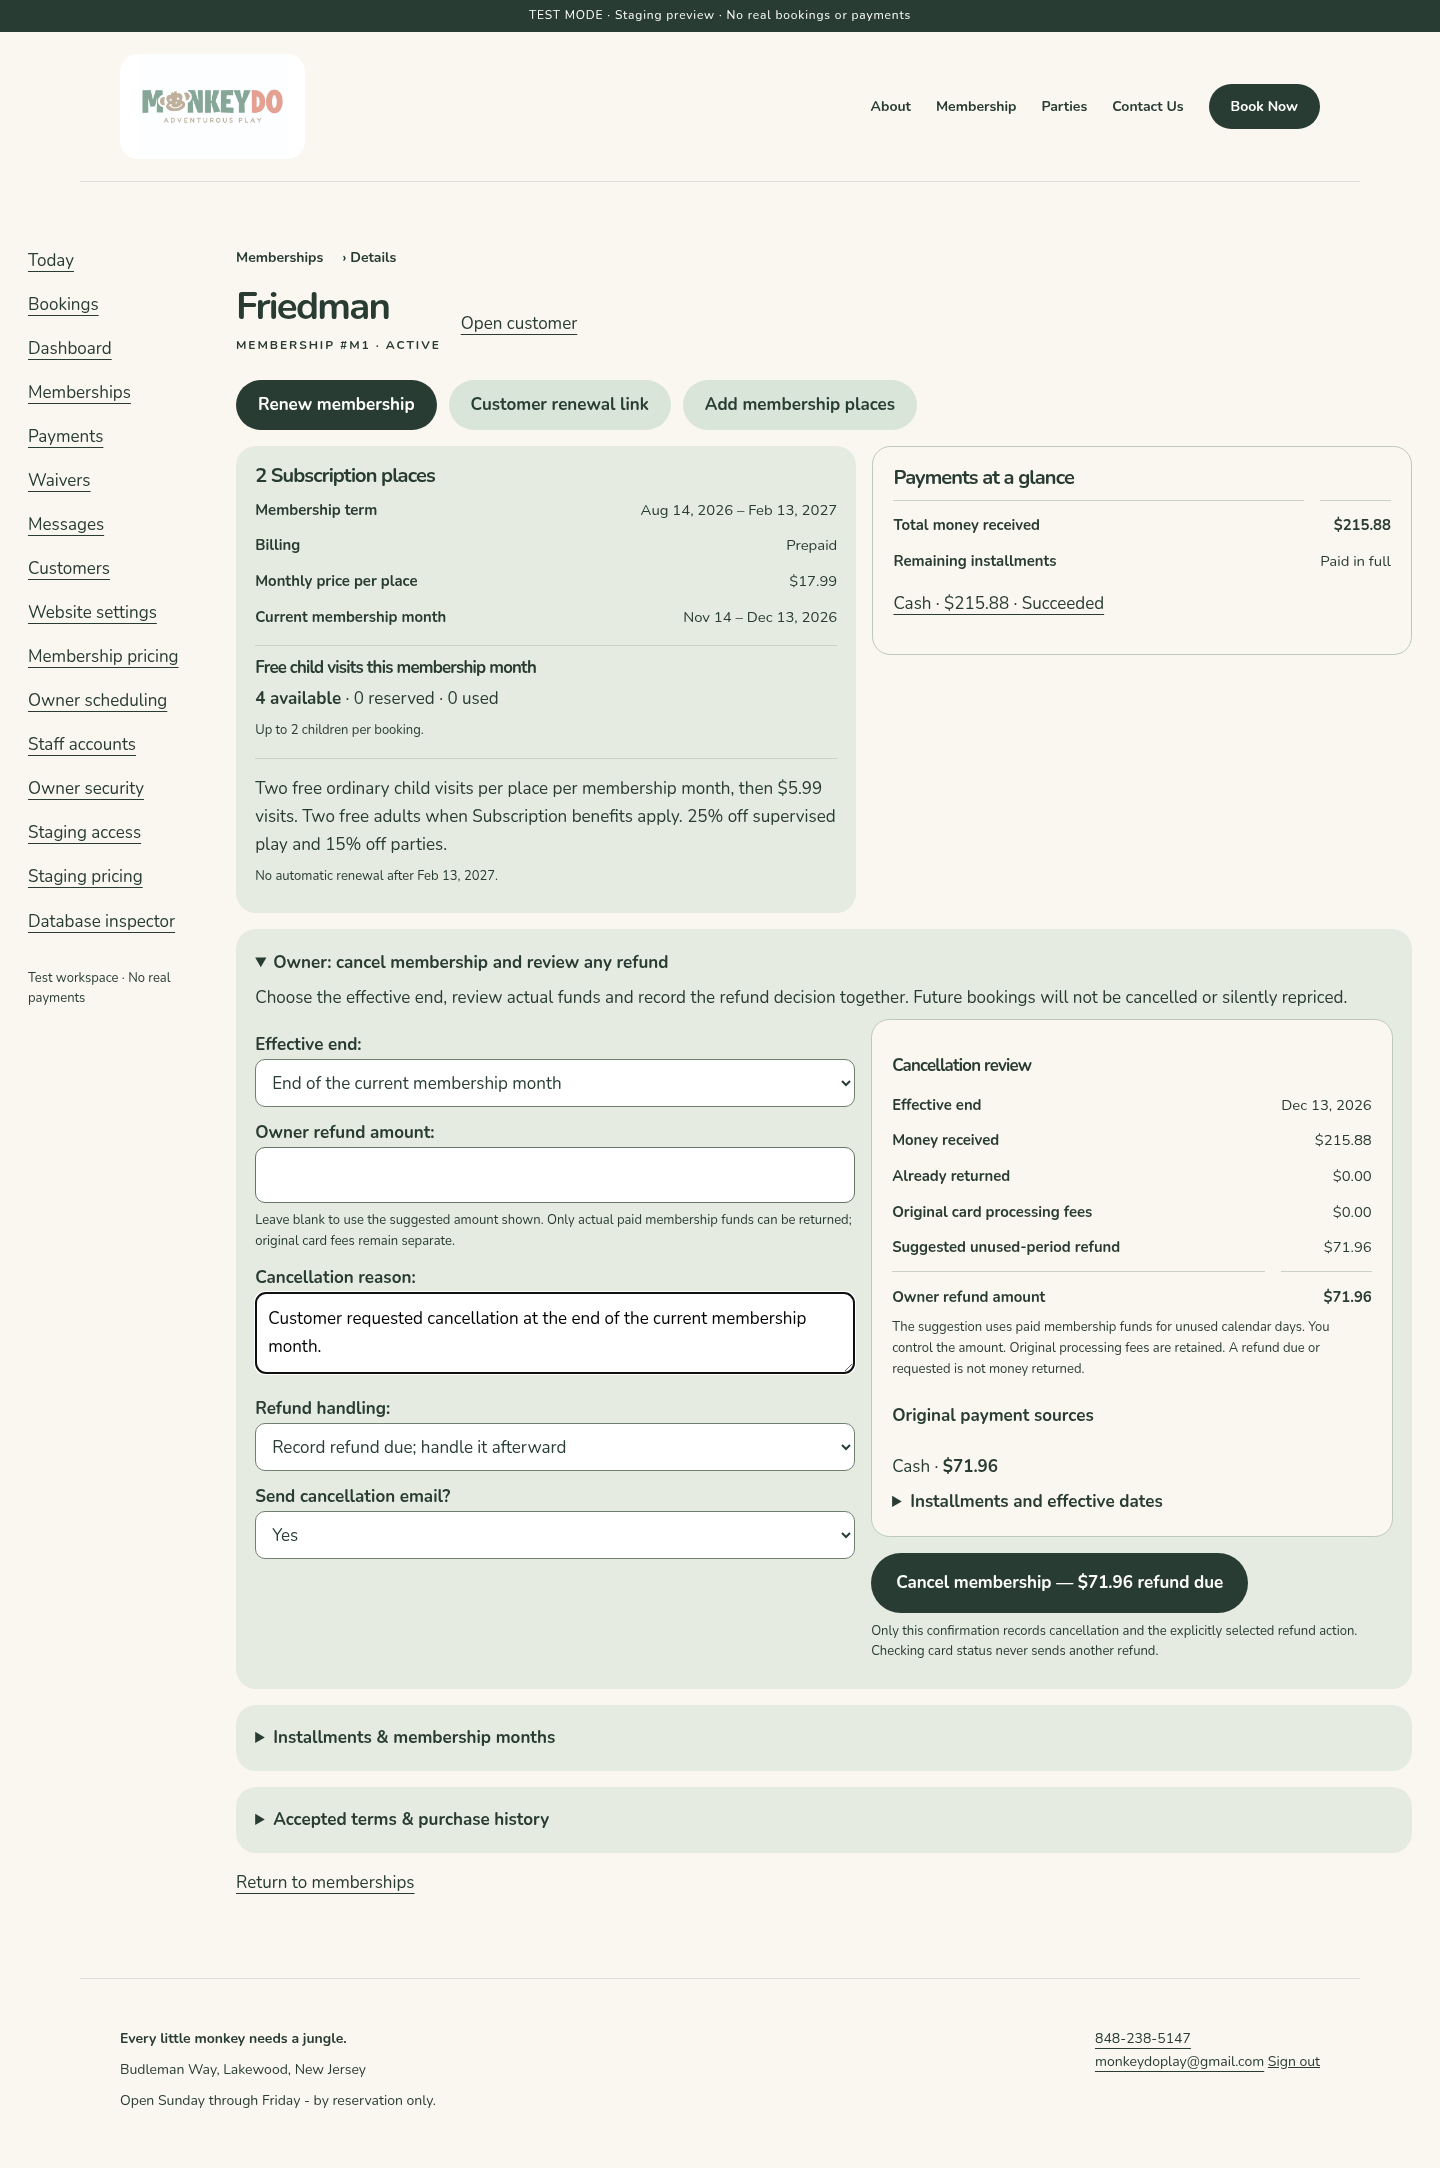 TEST MODE · Staging preview · No real bookings or payments
MONKEYDO
ADVENTUROUS PLAY
About
Membership
Parties
Contact Us
Book Now
Today
Bookings
Dashboard
Memberships
Payments
Waivers
Messages
Customers
Website settings
Membership pricing
Owner scheduling
Staff accounts
Owner security
Staging access
Staging pricing
Database inspector
Test workspace · No real
payments
Memberships › Details
Friedman
MEMBERSHIP #M1 · ACTIVE
Open customer
Renew membership
Customer renewal link
Add membership places
2 Subscription places
Membership term Aug 14, 2026 – Feb 13, 2027
Billing Prepaid
Monthly price per place $17.99
Current membership month Nov 14 – Dec 13, 2026
Free child visits this membership month
4 available · 0 reserved · 0 used
Up to 2 children per booking.
Two free ordinary child visits per place per membership month, then $5.99
visits. Two free adults when Subscription benefits apply. 25% off supervised
play and 15% off parties.
No automatic renewal after Feb 13, 2027.
Payments at a glance
Total money received $215.88
Remaining installments Paid in full
Cash · $215.88 · Succeeded
▼ Owner: cancel membership and review any refund
Choose the effective end, review actual funds and record the refund decision together. Future bookings will not be cancelled or silently repriced.
Effective end:
End of the current membership month
Owner refund amount:
Leave blank to use the suggested amount shown. Only actual paid membership funds can be returned;
original card fees remain separate.
Cancellation reason:
Customer requested cancellation at the end of the current membership
month.
Refund handling:
Record refund due; handle it afterward
Send cancellation email?
Yes
Cancellation review
Effective end Dec 13, 2026
Money received $215.88
Already returned $0.00
Original card processing fees $0.00
Suggested unused-period refund $71.96
Owner refund amount $71.96
The suggestion uses paid membership funds for unused calendar days. You
control the amount. Original processing fees are retained. A refund due or
requested is not money returned.
Original payment sources
Cash · $71.96
▶ Installments and effective dates
Cancel membership — $71.96 refund due
Only this confirmation records cancellation and the explicitly selected refund action.
Checking card status never sends another refund.
▶ Installments & membership months
▶ Accepted terms & purchase history
Return to memberships
Every little monkey needs a jungle.
Budleman Way, Lakewood, New Jersey
Open Sunday through Friday - by reservation only.
848-238-5147
monkeydoplay@gmail.com Sign out